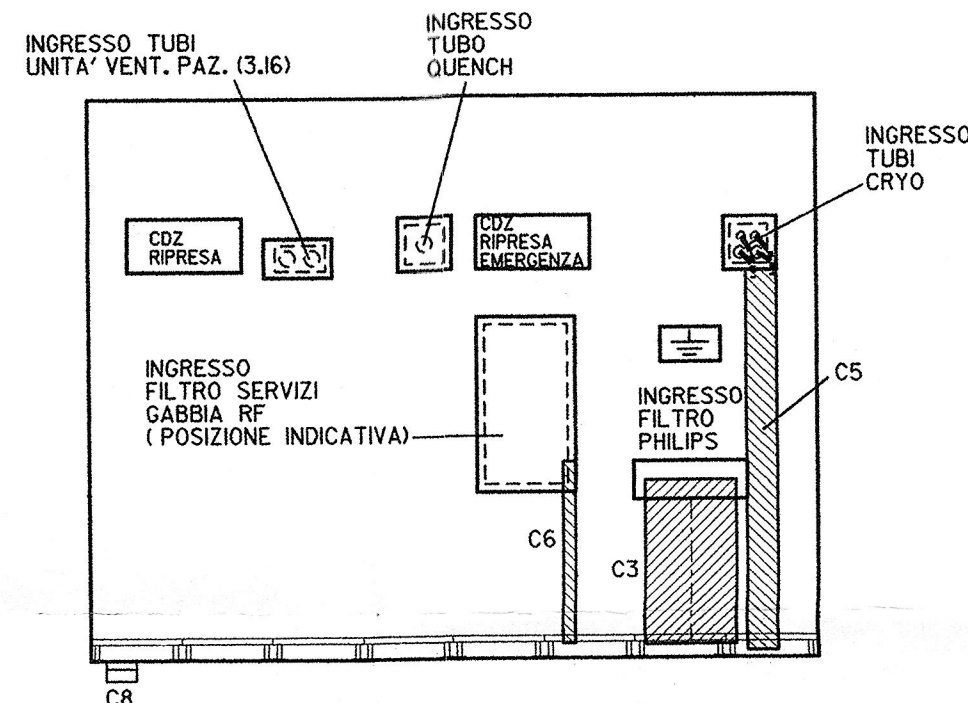 INGRESSO TUBI
UNITA' VENT. PAZ. (3.16)
INGRESSO
TUBO
QUENCH
INGRESSO
TUBI
CRYO
CDZ
RIPRESA
CDZ
RIPRESA
EMERGENZA
INGRESSO
FILTRO SERVIZI
GABBIA RF
(POSIZIONE INDICATIVA)
INGRESSO
FILTRO
PHILIPS
C5
C6
C3
C8